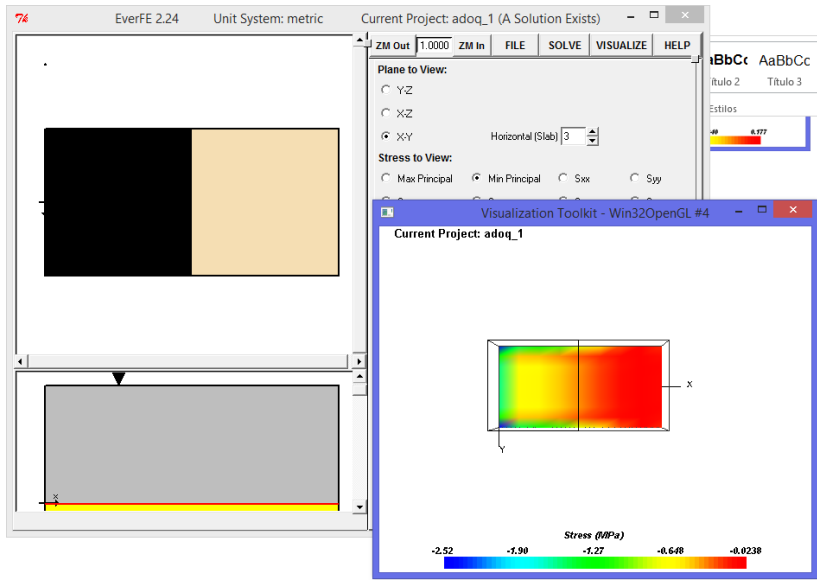 EverFE 2.24 Unit System: metric Current Project: adoq_1 (A Solution Exists)
ZM Out 1.0000 ZM In FILE SOLVE VISUALIZE HELP
Plane to View:
Y-Z
X-Z
X-Y Horizontal (Slab) 3
Stress to View:
Max Principal Min Principal Sxx Syy
AaBbCc
ítulo 2 Título 3
Estilos
0.177
Visualization Toolkit - Win32OpenGL #4
Current Project: adoq_1
X
Y
Stress (MPa)
-2.52 -1.90 -1.27 -0.648 -0.0238
x